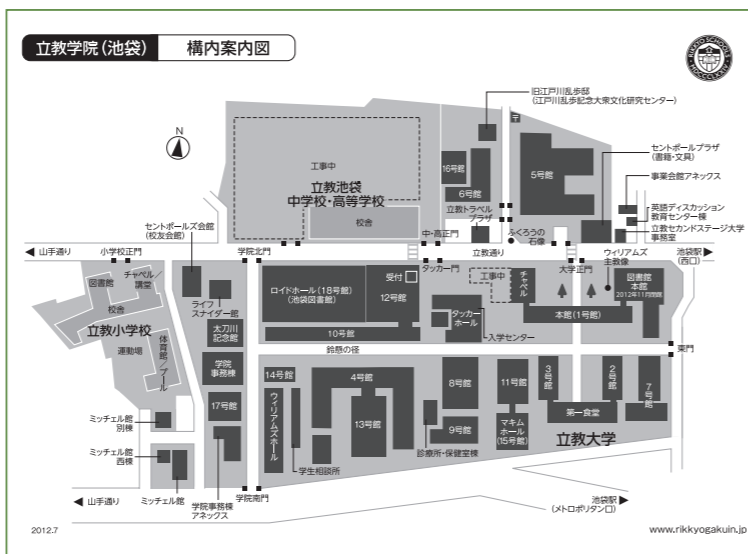 立教学院(池袋)
構内案内図
RIKKYO SCHOOLS
MDCCCLXXIV
N
旧江戸川乱歩邸
(江戸川乱歩記念大衆文化研究センター)
セントポールプラザ
(書籍・文具)
事業会館アネックス
英語ディスカッション
教育センター棟
立教セカンドステージ大学
事務室
工事中
立教池袋
中学校・高等学校
校舎
16号館
6号館
5号館
立教トラベル
プラザ
ふくろうの
石像
セントポールズ会館
(校友会館)
学院北門
中・高正門
立教通り
ウィリアムズ
主教像
池袋駅
(西口)
山手通り
小学校正門
タッカー門
大学正門
図書館
チャペル/
講堂
校舎
立教小学校
運動場
体育館/プール
ライフ
スナイダー館
太刀川
記念館
学院
事務棟
17号館
ロイドホール(18号館)
(池袋図書館)
受付
12号館
10号館
工事中
チャペル
タッカー
ホール
入学センター
本館(1号館)
図書館
本館
2012年11月閉館
鈴懸の径
東門
14号館
ウィリアムズホール
学生相談所
4号館
13号館
8号館
9号館
診療所・保健室棟
11号館
マキム
ホール
(15号館)
3号館
第一食堂
2号館
7号館
立教大学
ミッチェル館
別棟
ミッチェル館
西棟
ミッチェル館
学院事務棟
アネックス
学院南門
山手通り
池袋駅
(メトロポリタン口)
2012.7
www.rikkyogakuin.jp